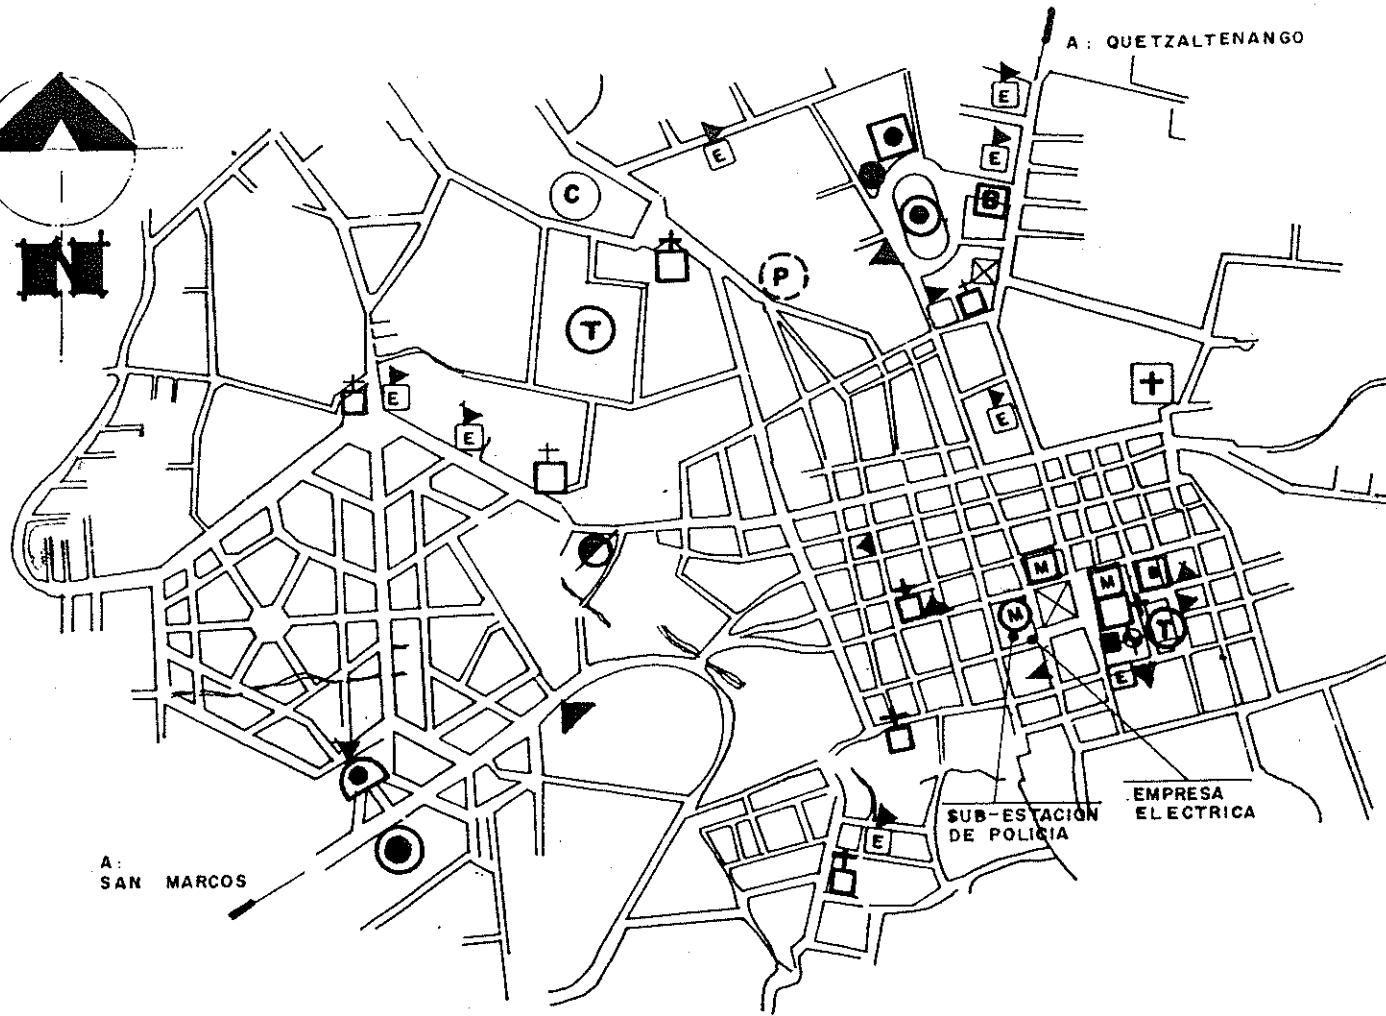 A: QUETZALTENANGO
E
E
E
C
B
P
N
T
E
E
E
M
M
B
M
T
E
SUB-ESTACION
DE POLICIA
EMPRESA
ELECTRICA
E
A:
SAN MARCOS